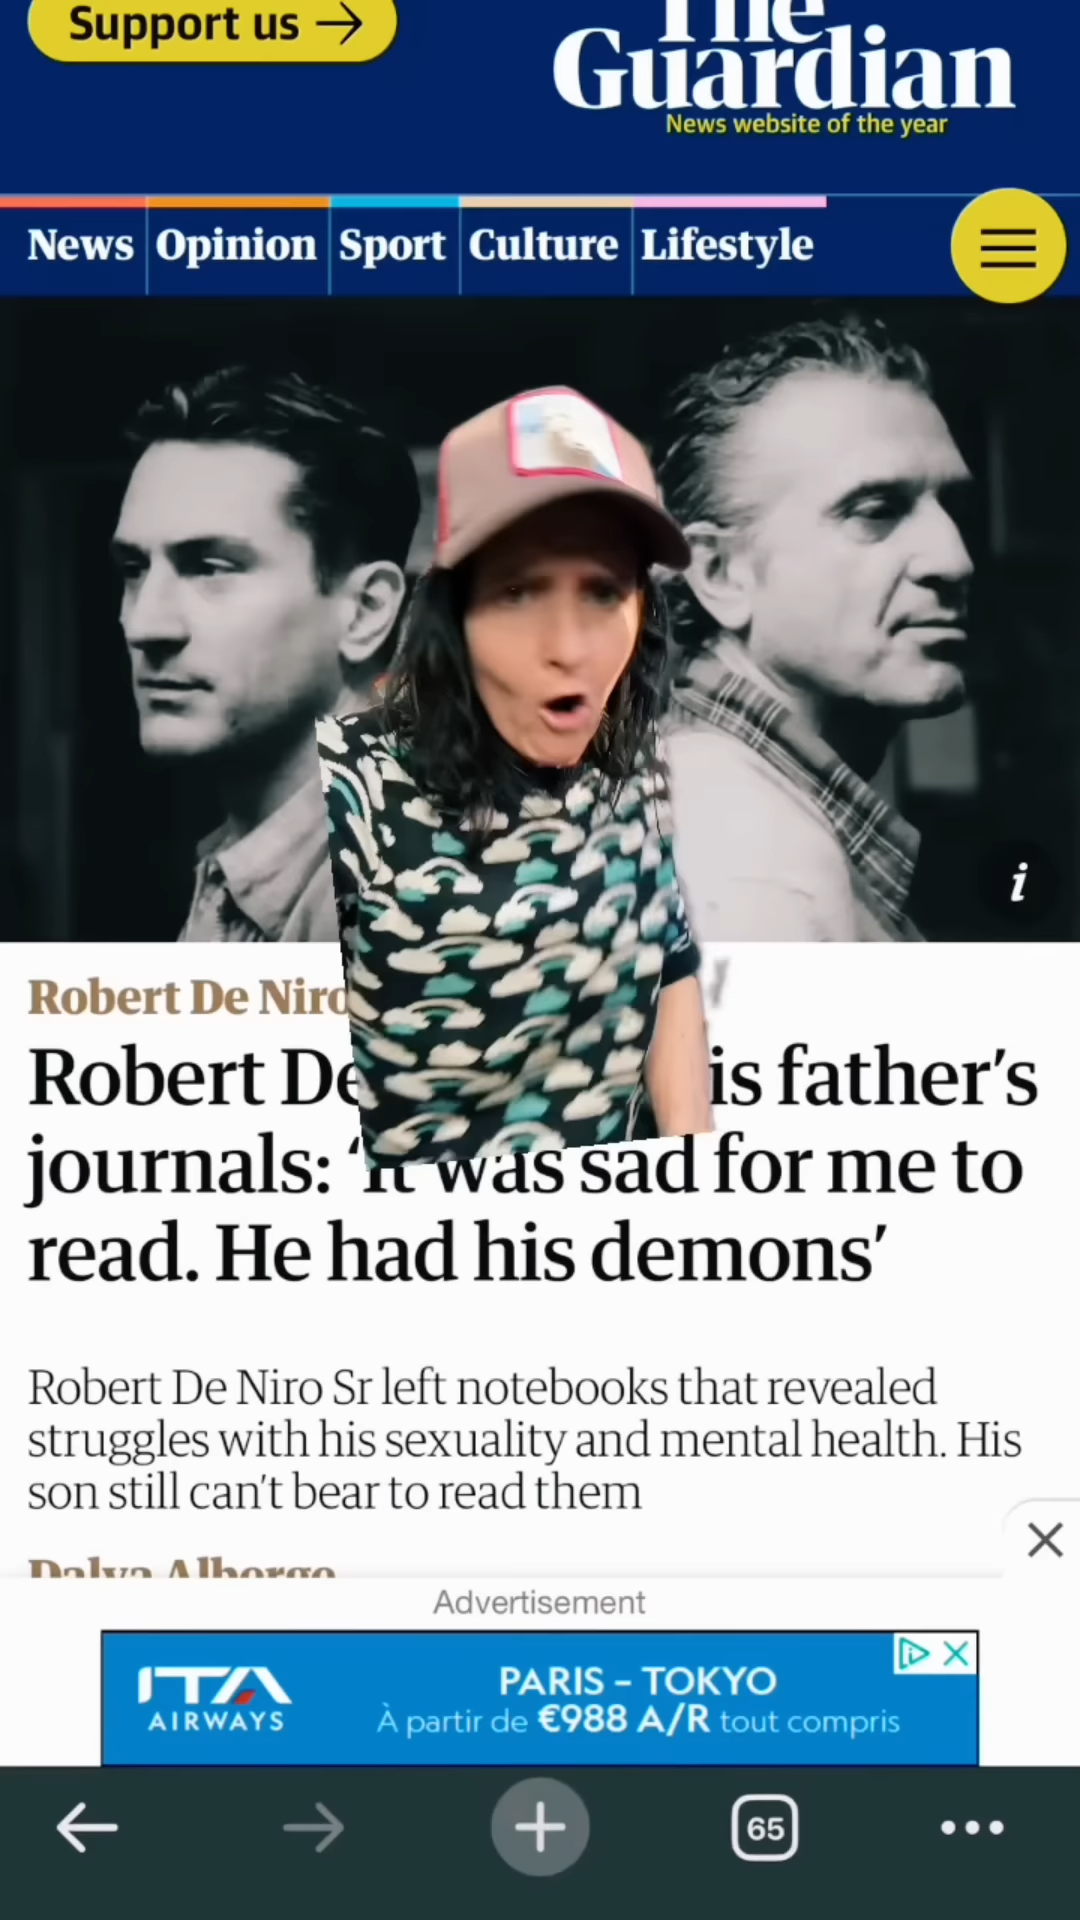 Support us →
The
Guardian
News website of the year
News Opinion Sport Culture Lifestyle
i
Robert De Niro
Robert De is father's
journals: 'It was sad for me to
read. He had his demons'
Robert De Niro Sr left notebooks that revealed
struggles with his sexuality and mental health. His
son still can't bear to read them
Dalya Alberge
Advertisement
ITA
AIRWAYS
PARIS – TOKYO
À partir de €988 A/R tout compris
65